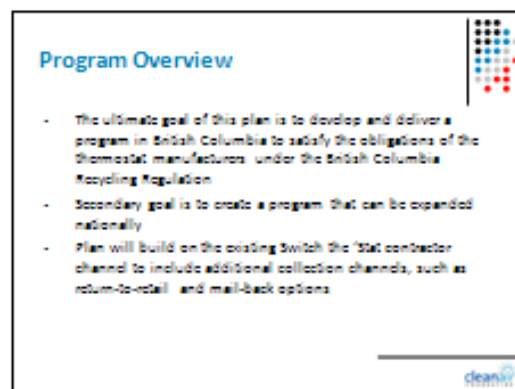 Program Overview
- The ultimate goal of this plan is to develop and deliver a
program in British Columbia to satisfy the obligations of the
thermostat manufacturers under the British Columbia
Recycling Regulation
- Secondary goal is to create a program that can be expanded
nationally
- Plan will build on the existing Switch the 'Stat contractor
channel to include additional collection channels, such as
return-to-retail and mail-back options
cleanair